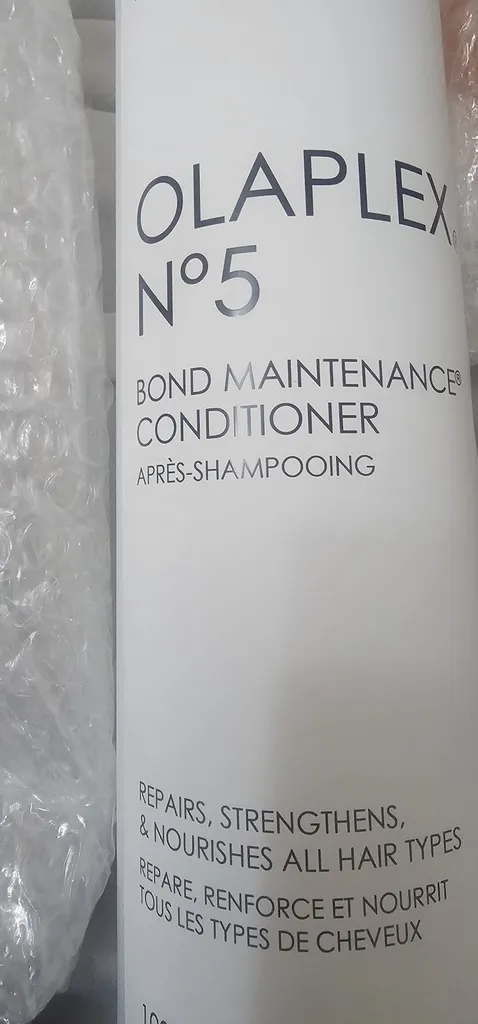 OLAPLEX®
Nº5
BOND MAINTENANCE®
CONDITIONER
APRÈS-SHAMPOOING
REPAIRS, STRENGTHENS,
& NOURISHES ALL HAIR TYPES
REPARE, RENFORCE ET NOURRIT
TOUS LES TYPES DE CHEVEUX